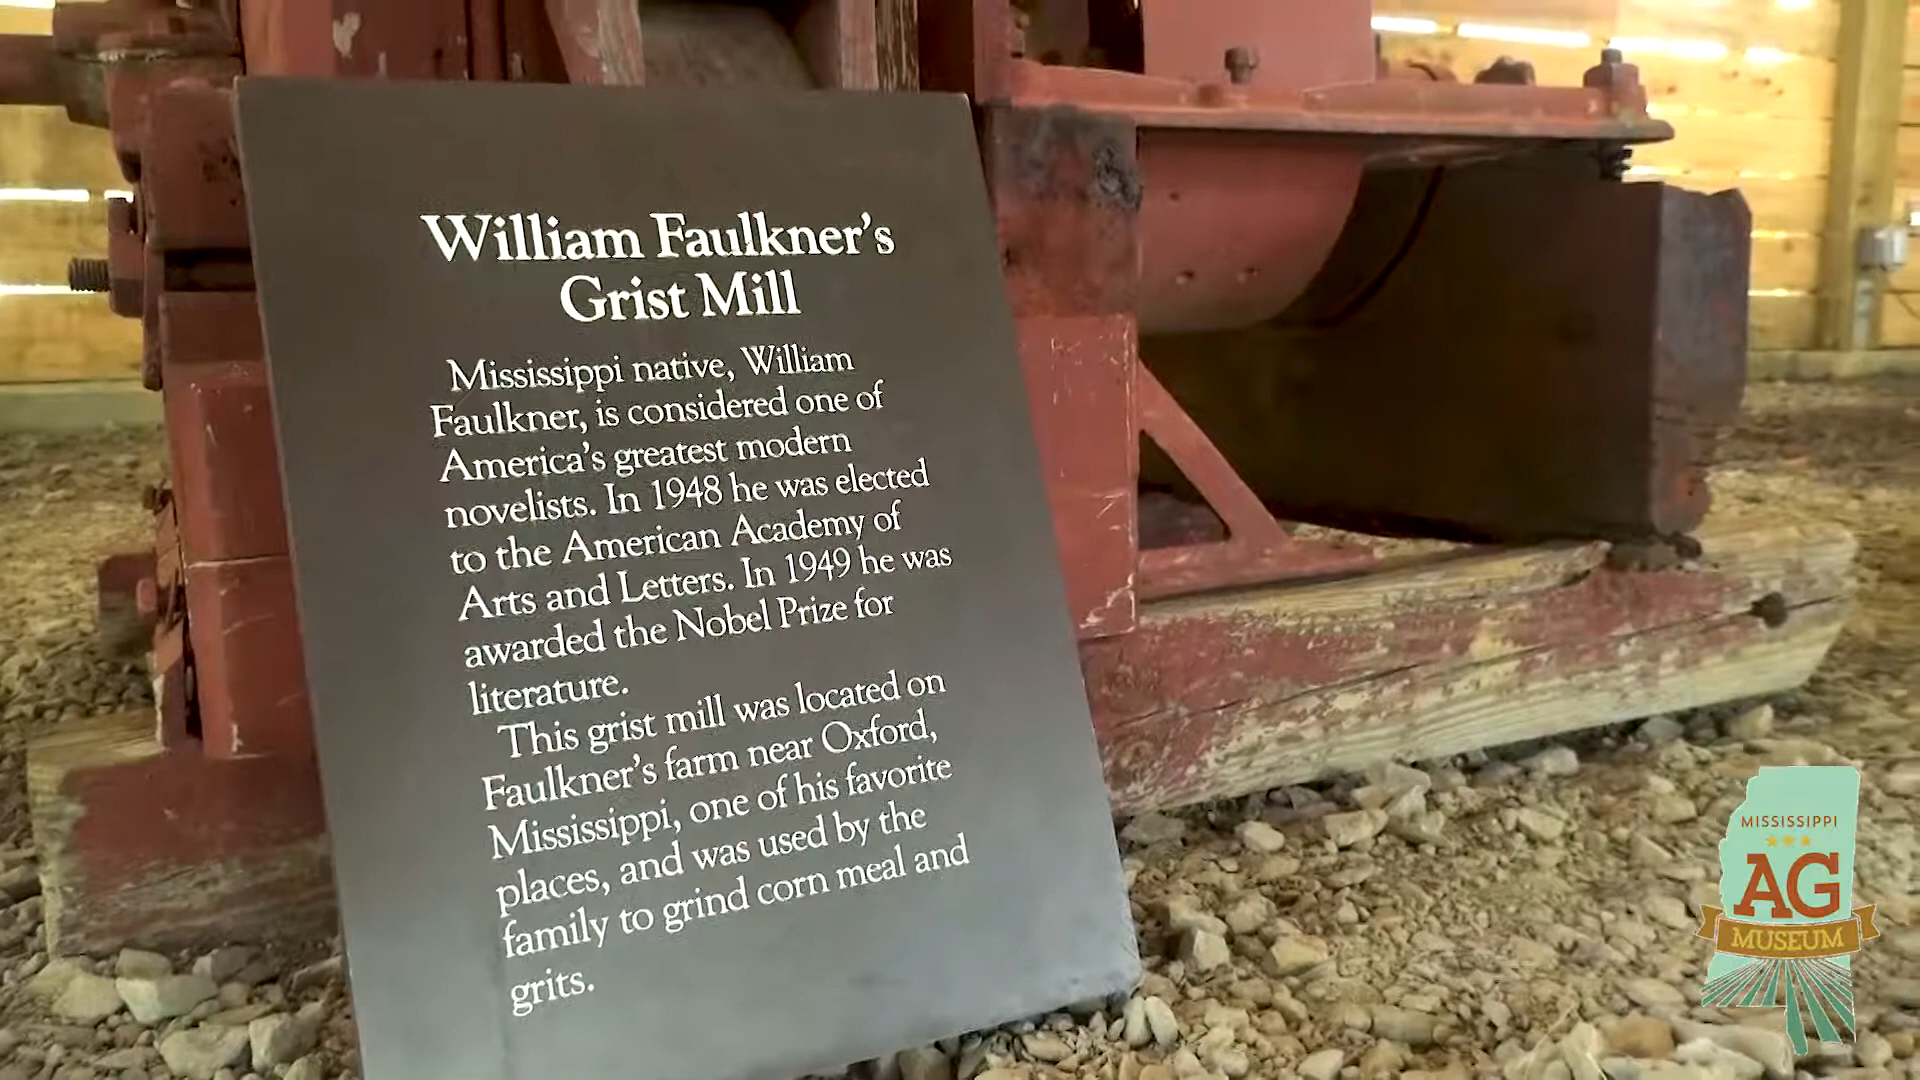 William Faulkner's
Grist Mill
Mississippi native, William
Faulkner, is considered one of
America's greatest modern
novelists. In 1948 he was elected
to the American Academy of
Arts and Letters. In 1949 he was
awarded the Nobel Prize for
literature.
This grist mill was located on
Faulkner's farm near Oxford,
Mississippi, one of his favorite
places, and was used by the
family to grind corn meal and
grits.
MISSISSIPPI
AG
MUSEUM